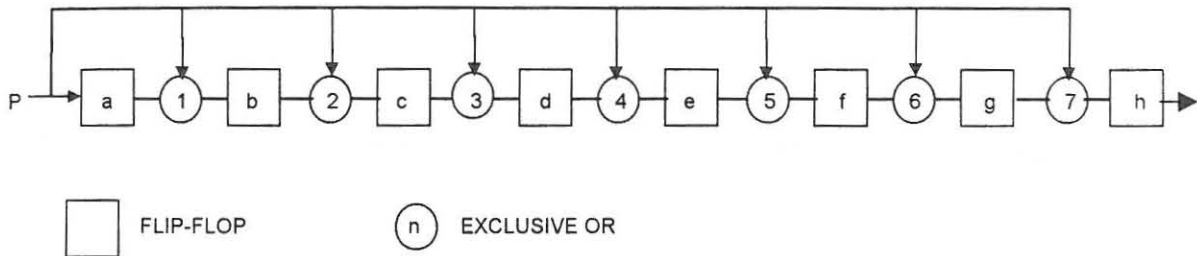 P a 1 b 2 c 3 d 4 e 5 f 6 g 7 h
FLIP-FLOP n EXCLUSIVE OR